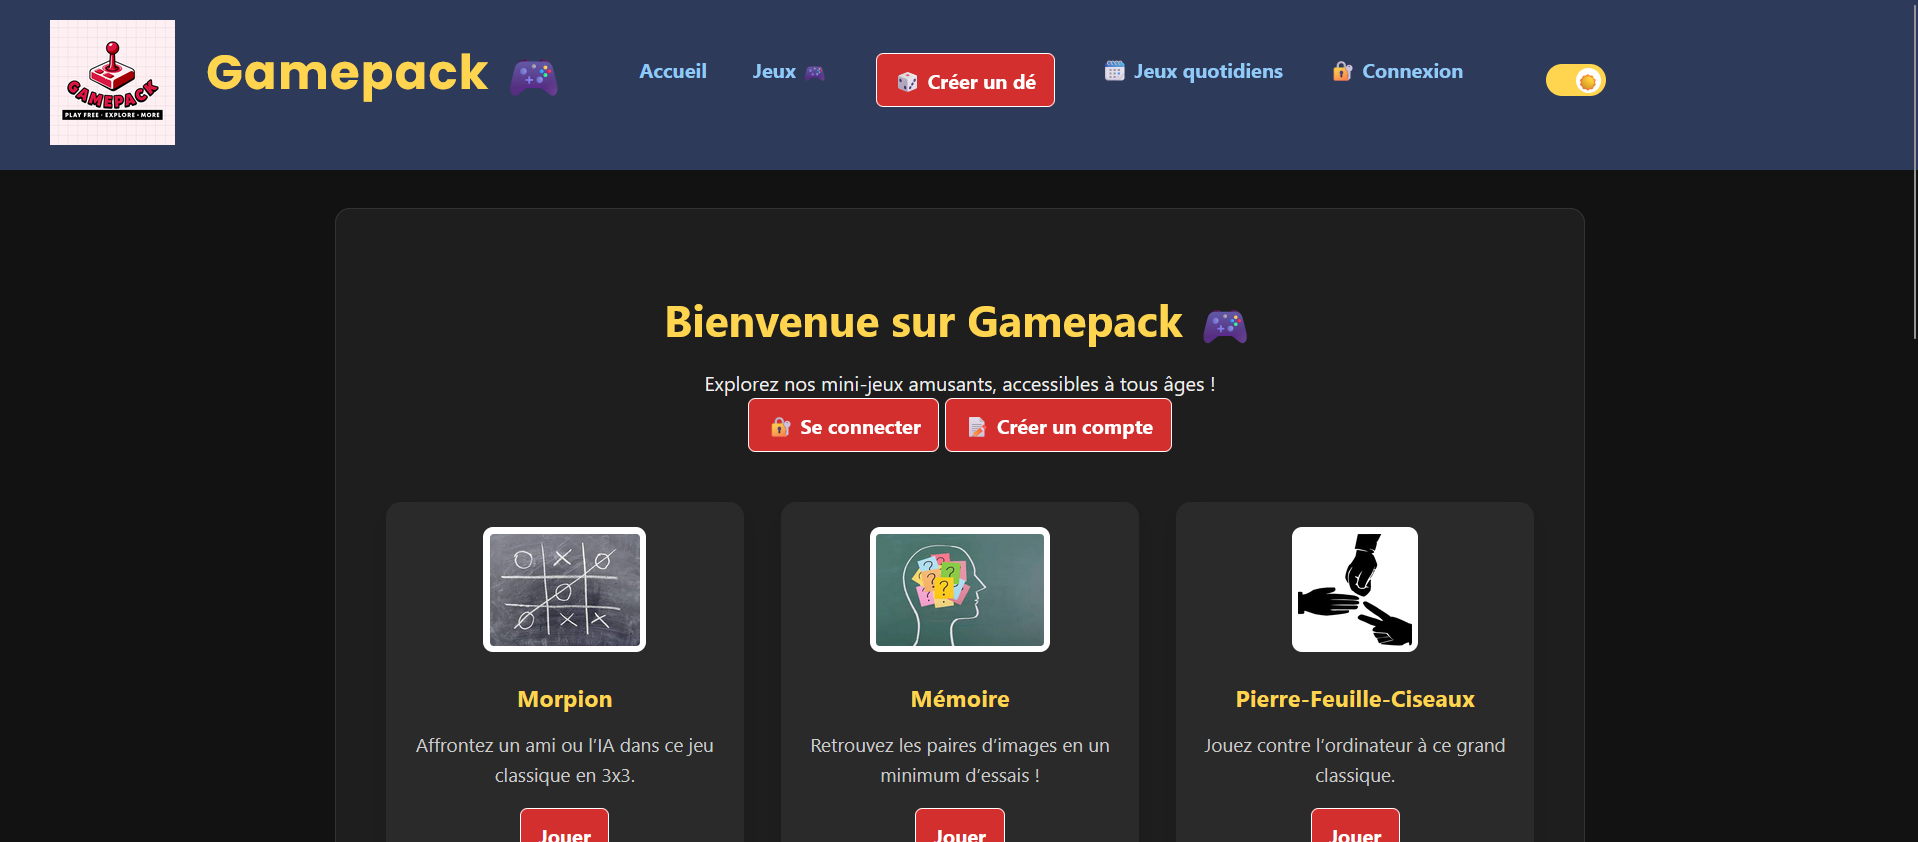 GAMEPACK
PLAY FREE · EXPLORE · MORE
Gamepack 🎮
Accueil
Jeux 🎮
🎲 Créer un dé
🗓️ Jeux quotidiens
🔐 Connexion
Bienvenue sur Gamepack 🎮
Explorez nos mini-jeux amusants, accessibles à tous âges !
🔐 Se connecter
📝 Créer un compte
Morpion
Affrontez un ami ou l’IA dans ce jeu
classique en 3x3.
Jouer
Mémoire
Retrouvez les paires d’images en un
minimum d’essais !
Jouer
Pierre-Feuille-Ciseaux
Jouez contre l’ordinateur à ce grand
classique.
Jouer